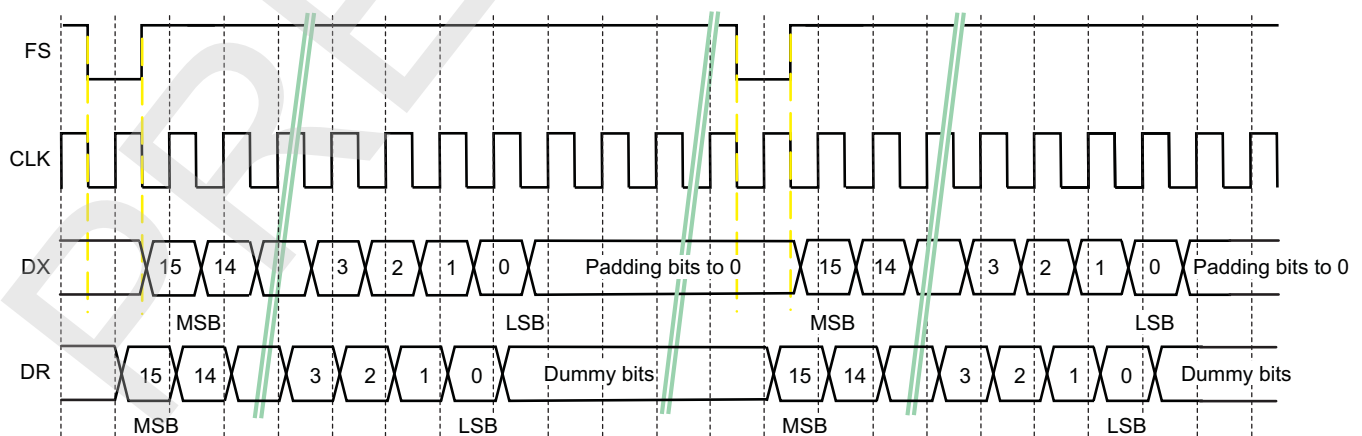 FS
CLK
DX 15 14 3 2 1 0 Padding bits to 0 15 14 3 2 1 0 Padding bits to 0
MSB LSB MSB LSB
DR 15 14 3 2 1 0 Dummy bits 15 14 3 2 1 0 Dummy bits
MSB LSB MSB LSB